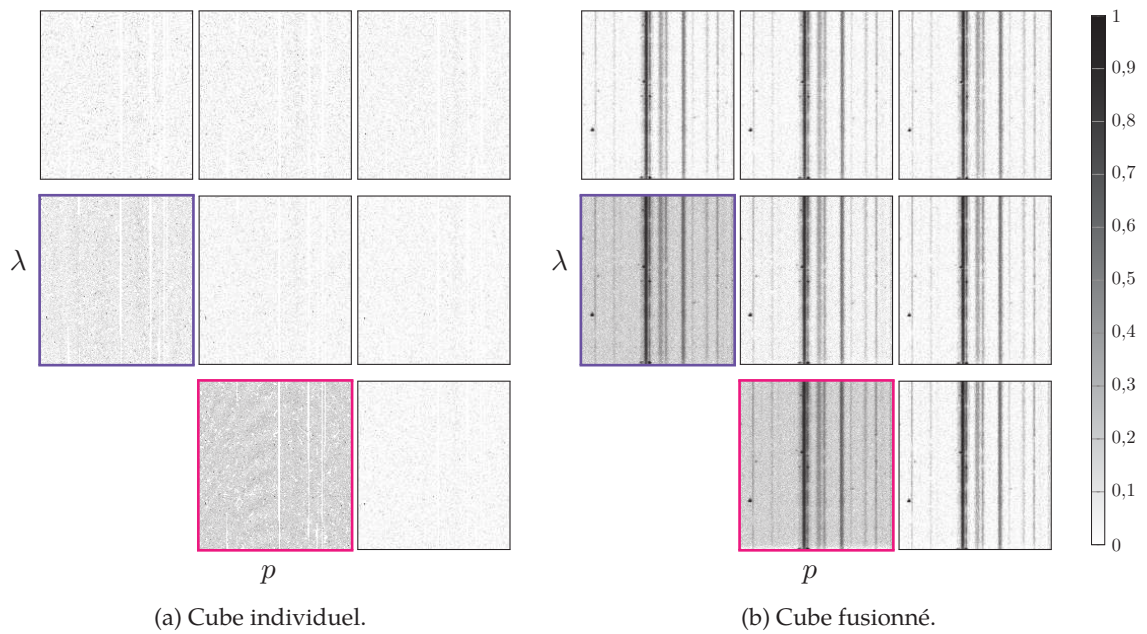 1
0,9
0,8
0,7
0,6
0,5
0,4
0,3
0,2
0,1
0
λ
λ
p
p
(a) Cube individuel.
(b) Cube fusionné.